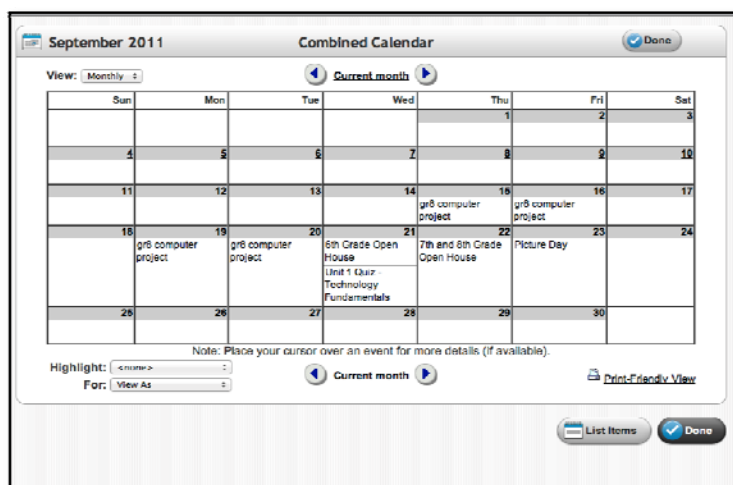 September 2011 Combined Calendar Done
View: Monthly Current month
Sun Mon Tue Wed Thu Fri Sat
1 2 3
4 5 6 7 8 9 10
11 12 13 14 15 16 17
gr8 computer gr8 computer
project project
18 19 20 21 22 23 24
gr8 computer gr8 computer 6th Grade Open 7th and 8th Grade Picture Day
project project House Open House
Unit 1 Quiz -
Technology
Fundamentals
25 26 27 28 29 30
Note: Place your cursor over an event for more details (if available).
Highlight: <none>
For: View As Current month Print-Friendly View
List Items Done